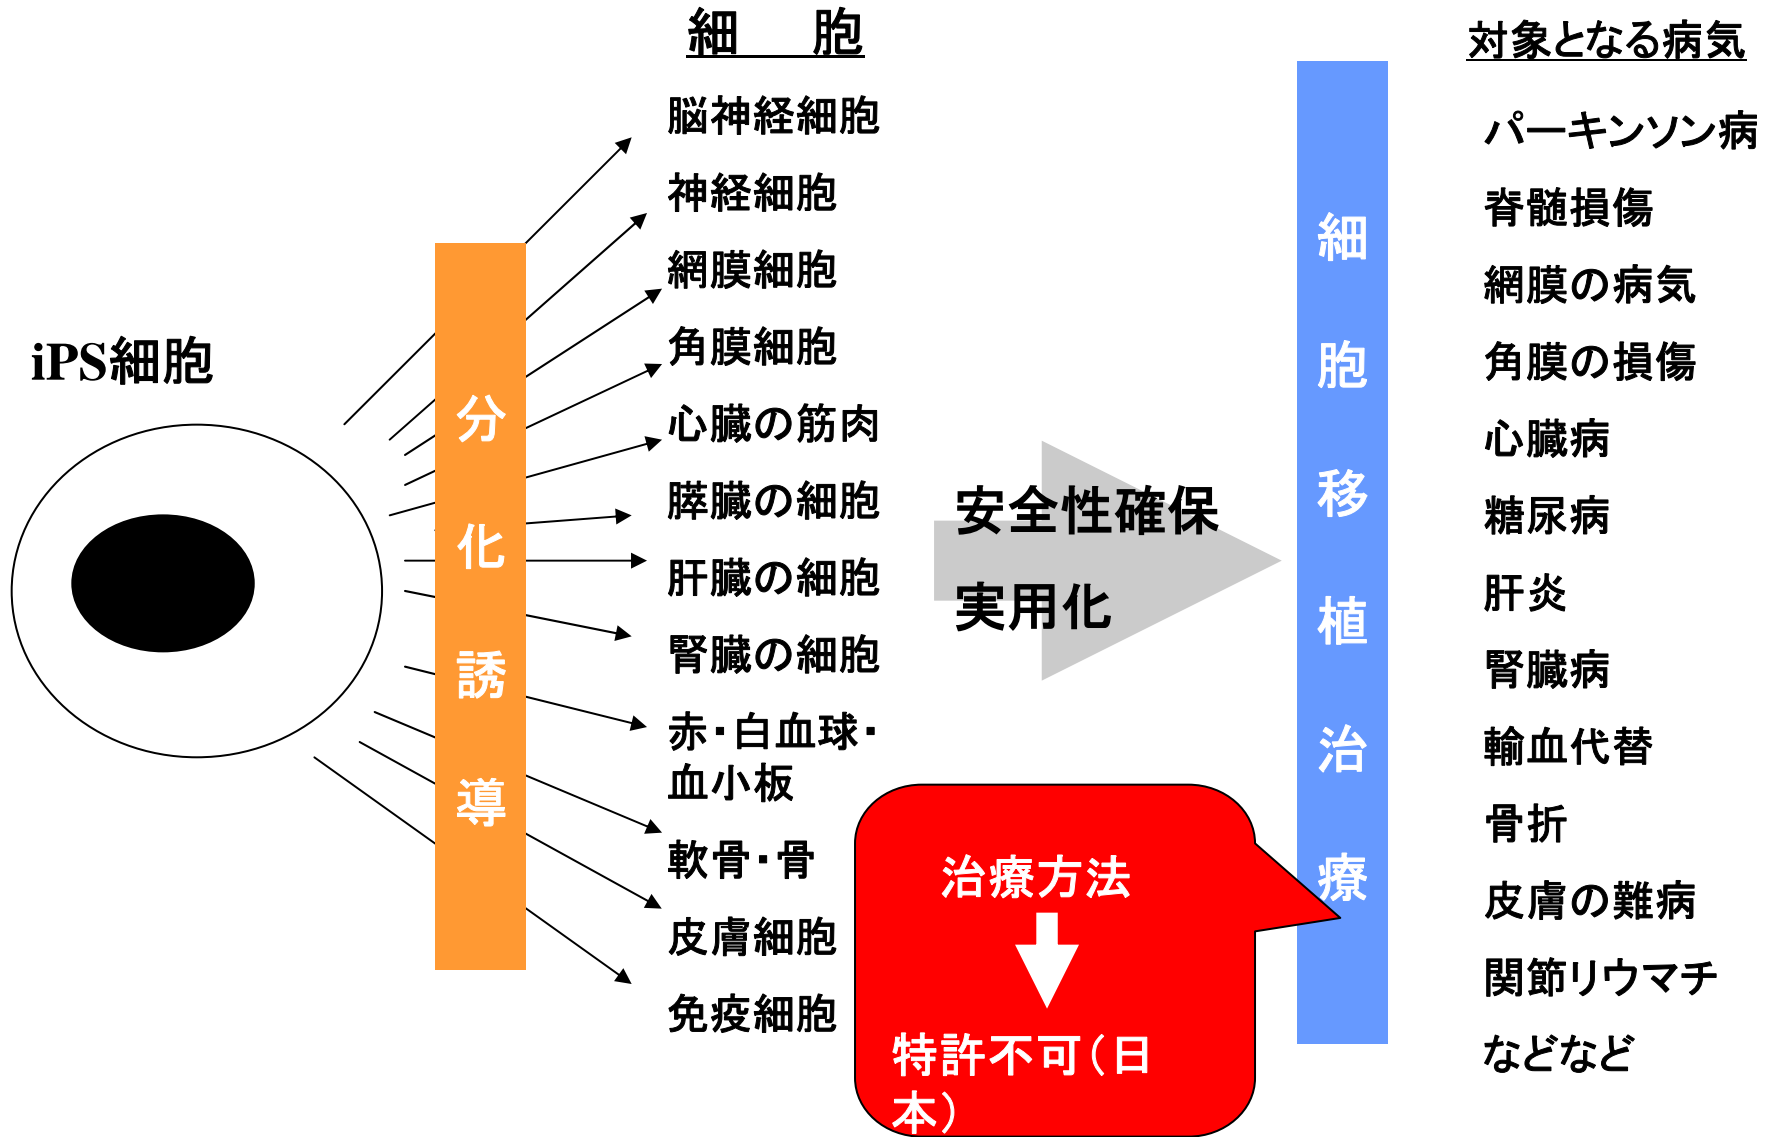 iPS細胞
分化誘導
細　胞
脳神経細胞
神経細胞
網膜細胞
角膜細胞
心臓の筋肉
膵臓の細胞
肝臓の細胞
腎臓の細胞
赤・白血球・
血小板
軟骨・骨
皮膚細胞
免疫細胞
安全性確保
実用化
治療方法
特許不可（日
本）
細胞移植治療
対象となる病気
パーキンソン病
脊髄損傷
網膜の病気
角膜の損傷
心臓病
糖尿病
肝炎
腎臓病
輸血代替
骨折
皮膚の難病
関節リウマチ
などなど